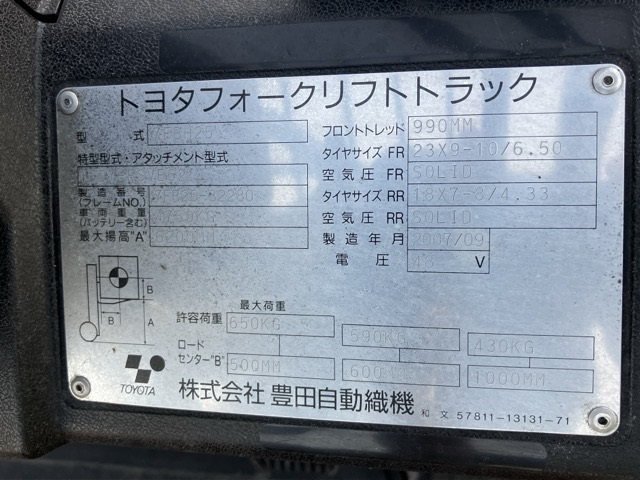 トヨタフォークリフトトラック
型 式
特型型式・アタッチメント型式
製造番号
(フレームNO.)
車両重量
(バッテリー含む)
最大揚高"A"
フロントトレッド 990MM
タイヤサイズ FR 23X9-10/6.50
空気圧 FR SOLID
タイヤサイズ RR 18X7-8/4.33
空気圧 RR SOLID
製造年月 2007/09
電圧 V
B
B A
最大荷重
許容荷重 650KG 590KG 430KG
ロード
センター"B" 500MM 600 1000MM
TOYOTA 株式会社 豊田自動織機 和 文 57811-13131-71